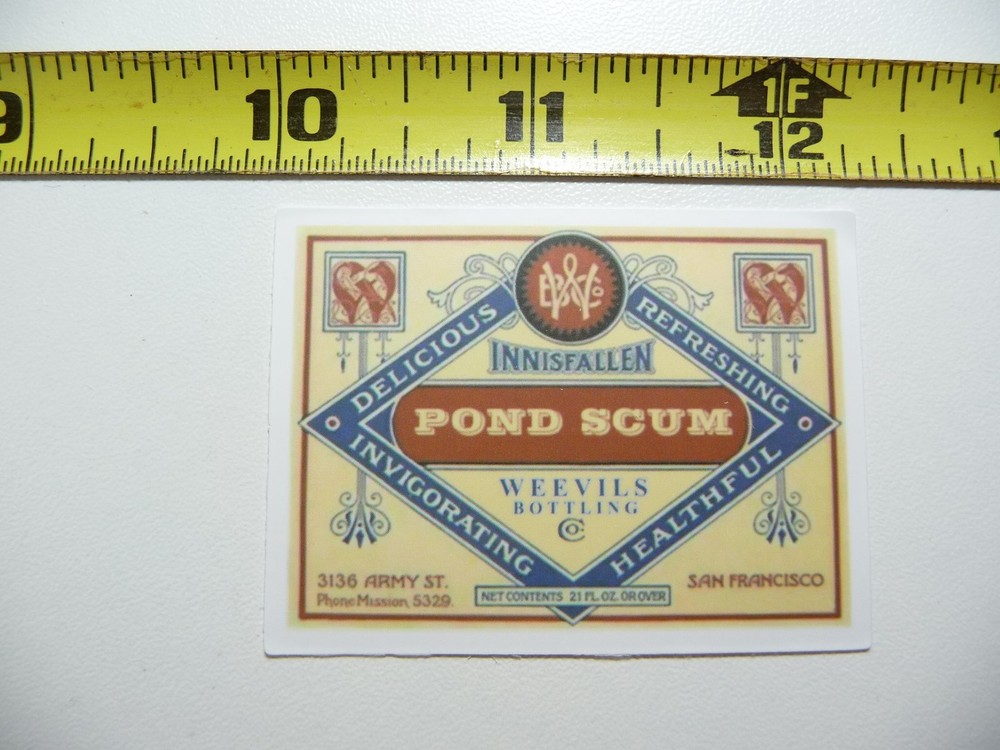 9 10 11 1F
12
W W
B W Co
DELICIOUS
REFRESHING
INNISFALLEN
POND SCUM
INVIGORATING
HEALTHFUL
WEEVILS
BOTTLING
Co
3136 ARMY ST.
Phone Mission, 5329.
NET CONTENTS 21 FL. OZ. OR OVER
SAN FRANCISCO